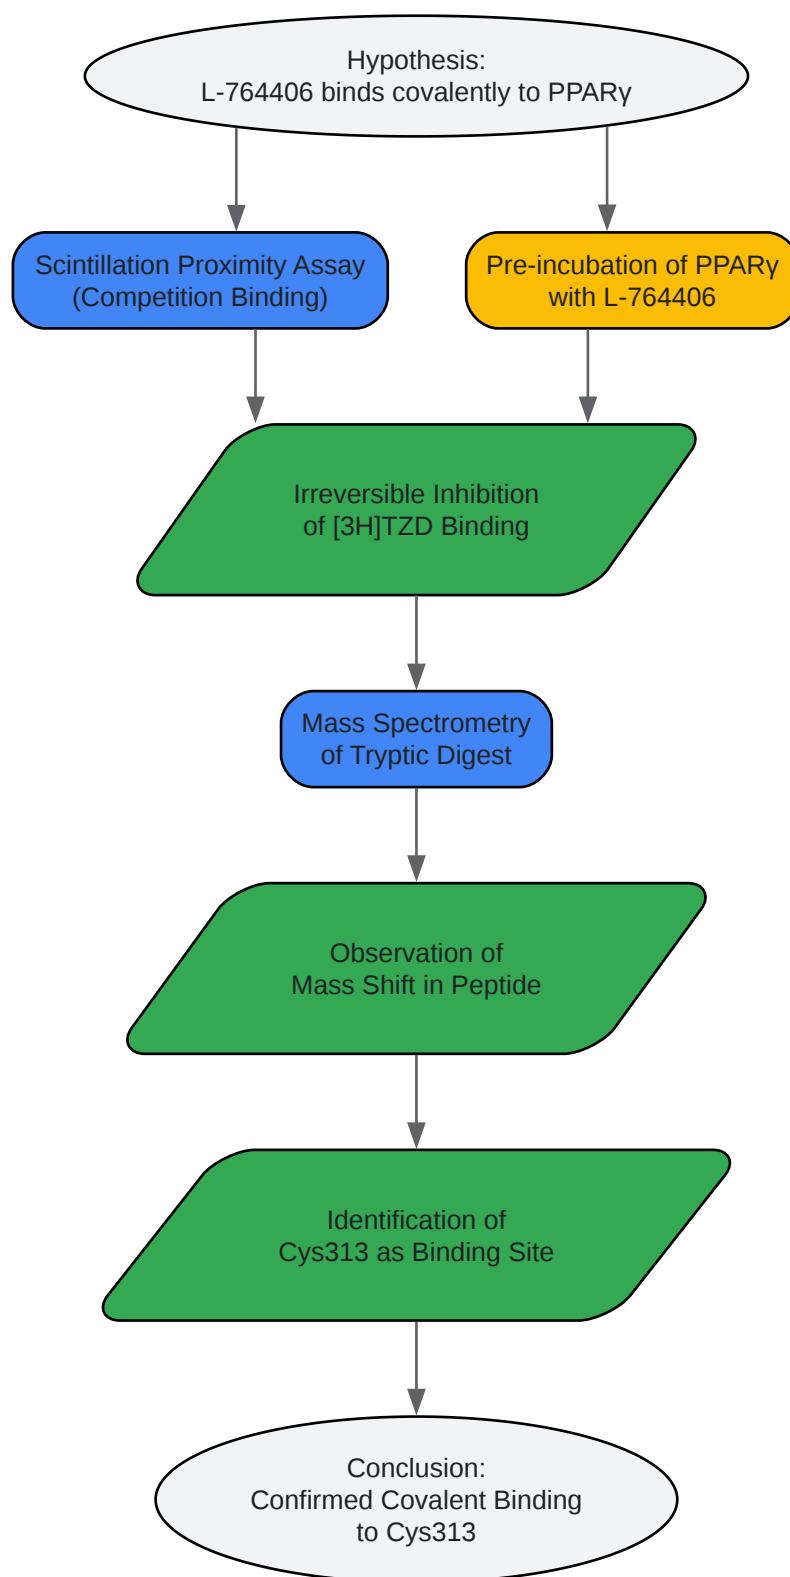 Hypothesis:
L-764406 binds covalently to PPARγ
Scintillation Proximity Assay
(Competition Binding)
Pre-incubation of PPARγ
with L-764406
Irreversible Inhibition
of [3H]TZD Binding
Mass Spectrometry
of Tryptic Digest
Observation of
Mass Shift in Peptide
Identification of
Cys313 as Binding Site
Conclusion:
Confirmed Covalent Binding
to Cys313